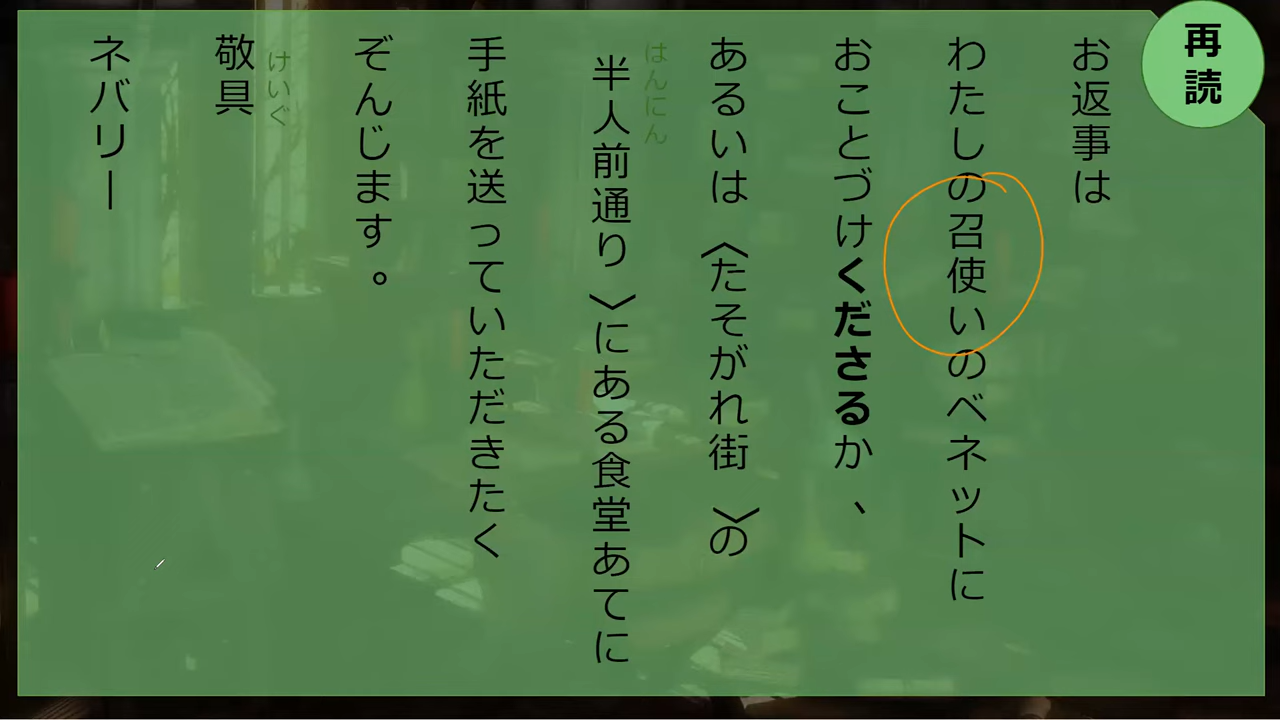 再読
お返事は
わたしの召使いのベネットに
おことづけくださるか、
あるいは〈たそがれ街〉の
はんにん
半人前通り〉にある食堂あてに
手紙を送っていただきたく
ぞんじます。
けいぐ
敬具
ネバリー